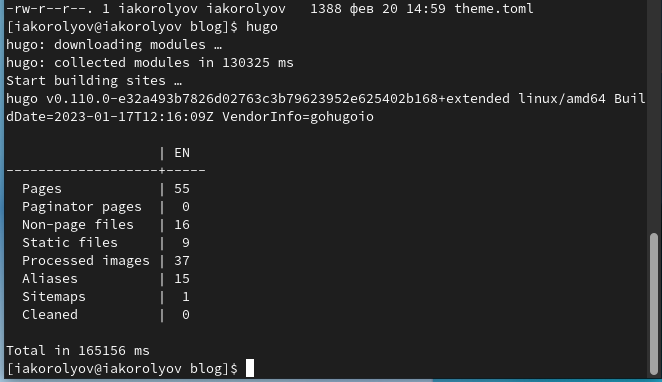 -rw-r--r--. 1 iakorolyov iakorolyov   1388 фев 20 14:59 theme.toml
[iakorolyov@iakorolyov blog]$ hugo
hugo: downloading modules …
hugo: collected modules in 130325 ms
Start building sites …
hugo v0.110.0-e32a493b7826d02763c3b79623952e625402b168+extended linux/amd64 Buil
dDate=2023-01-17T12:16:09Z VendorInfo=gohugoio
                   | EN
-------------------+-----
  Pages            | 55
  Paginator pages  |  0
  Non-page files   | 16
  Static files     |  9
  Processed images | 37
  Aliases          | 15
  Sitemaps         |  1
  Cleaned          |  0
Total in 165156 ms
[iakorolyov@iakorolyov blog]$